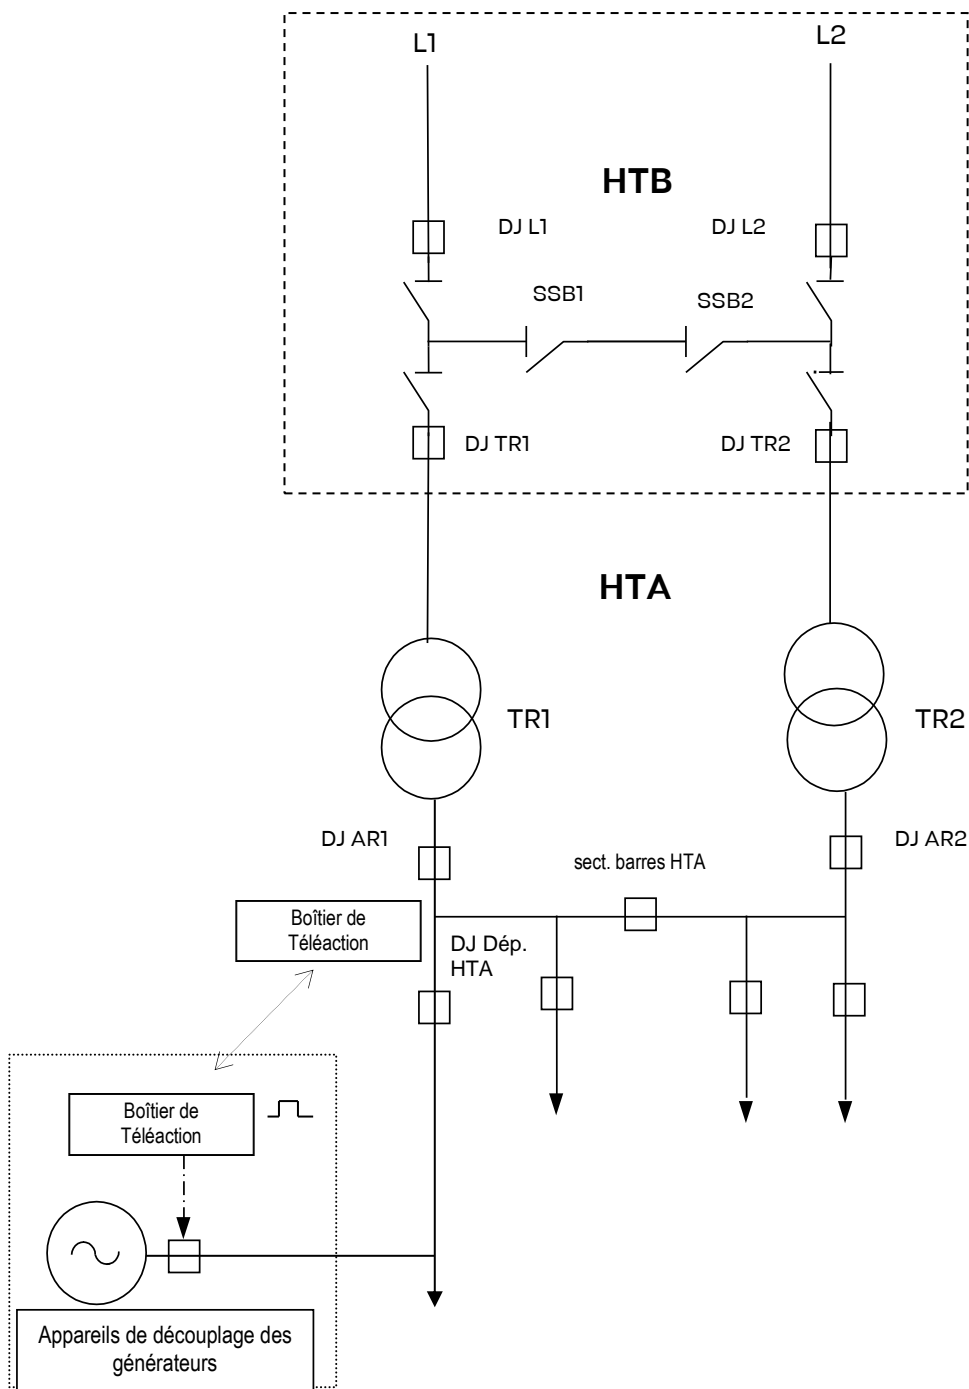 L1
L2
HTB
DJ L1
DJ L2
SSB1
SSB2
DJ TR1
DJ TR2
HTA
TR1
TR2
DJ AR1
DJ AR2
sect. barres HTA
Boîtier de
Téléaction
DJ Dép.
HTA
Boîtier de
Téléaction
Appareils de découplage des
générateurs